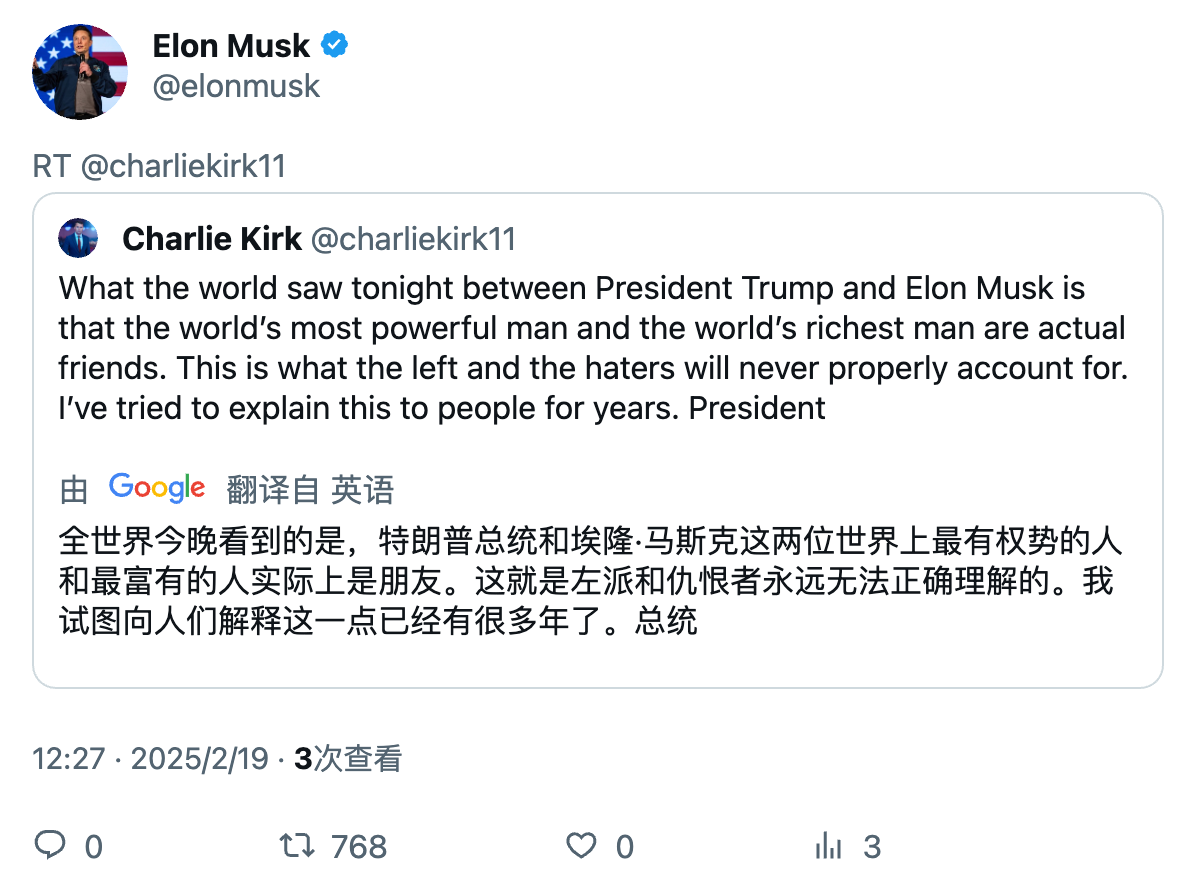 Elon Musk
@elonmusk
RT @charliekirk11
Charlie Kirk @charliekirk11
What the world saw tonight between President Trump and Elon Musk is
that the world’s most powerful man and the world’s richest man are actual
friends. This is what the left and the haters will never properly account for.
I’ve tried to explain this to people for years. President
由 Google 翻译自 英语
全世界今晚看到的是，特朗普总统和埃隆·马斯克这两位世界上最有权势的人
和最富有的人实际上是朋友。这就是左派和仇恨者永远无法正确理解的。我
试图向人们解释这一点已经有很多年了。总统
12:27 · 2025/2/19 · 3次查看
0 768 0 3